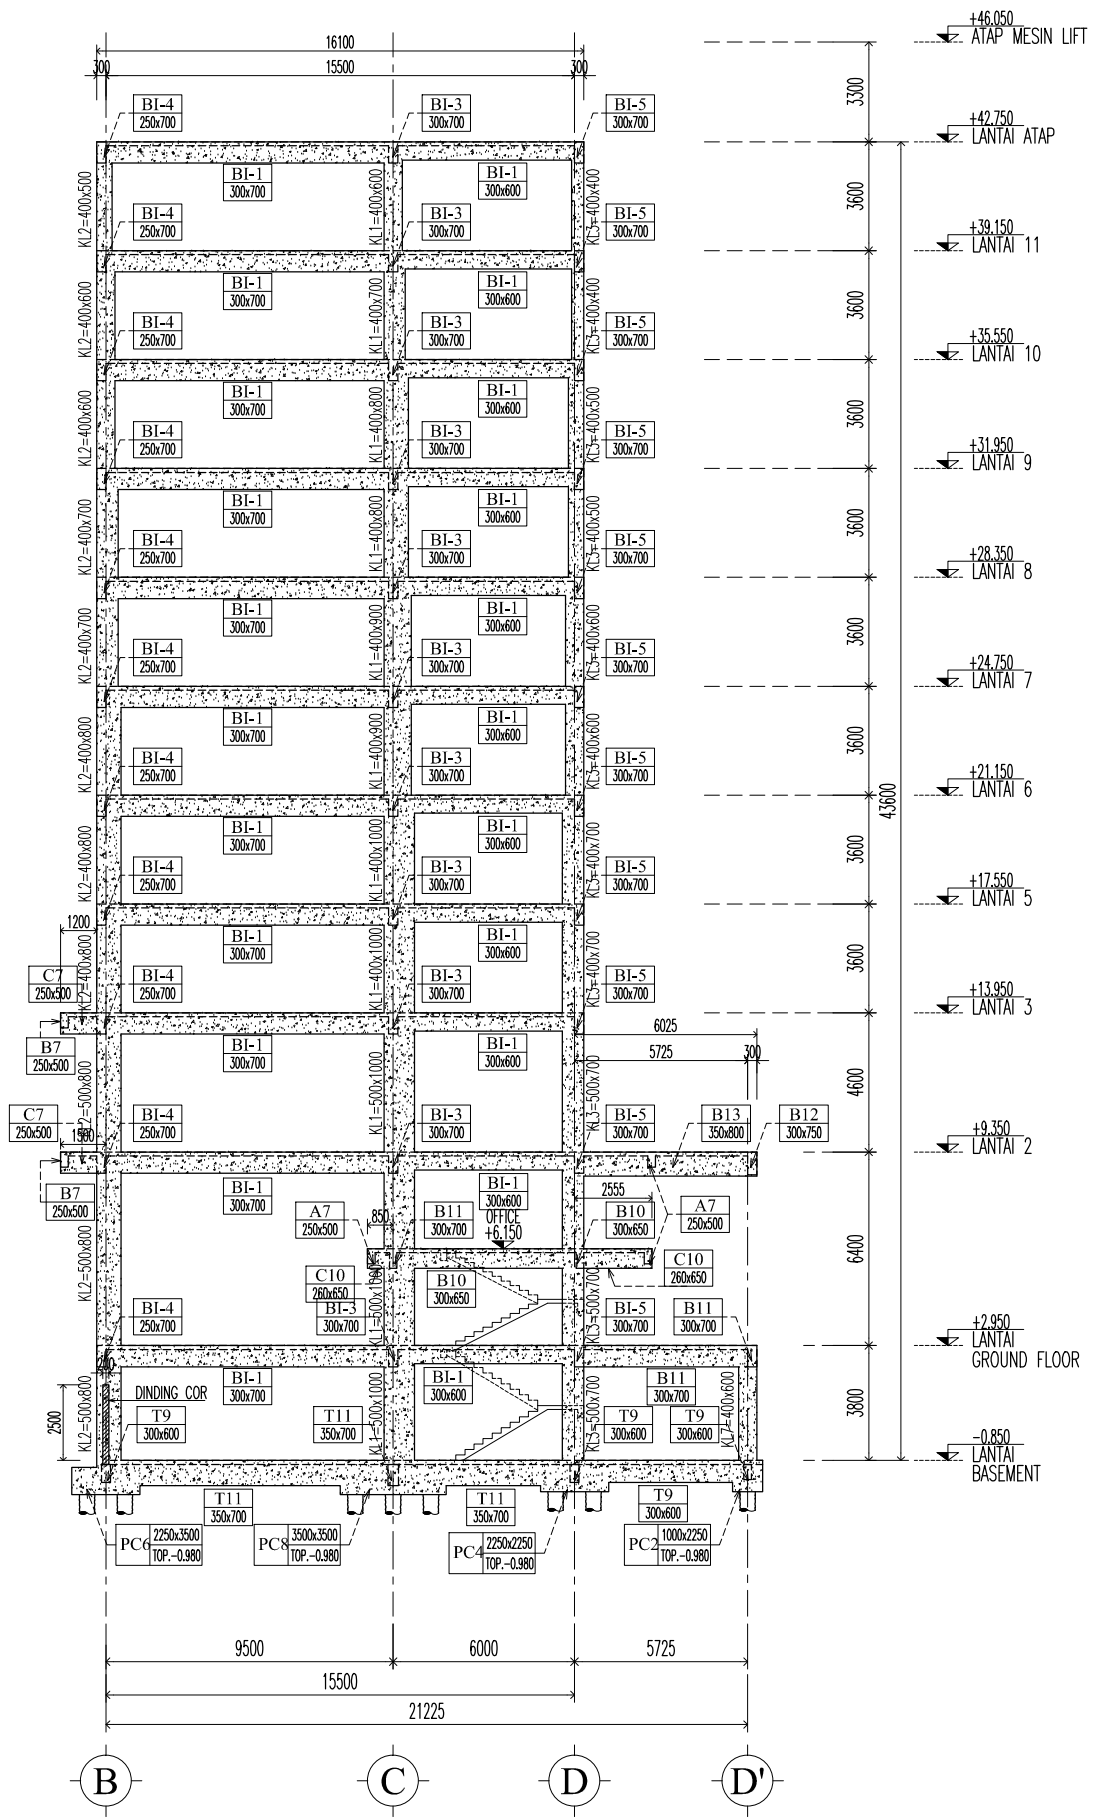 +46.050
ATAP MESIN LIFT
16100
300 15500 300
3300
BI-4 BI-3 BI-5
250x700 300x700 300x700
+42.750
LANTAI ATAP
KL2=400x500 KL1=400x600 KL3=400x400
BI-1 BI-1
300x700 300x600
3600
BI-4 BI-3 BI-5
250x700 300x700 300x700
+39.150
LANTAI 11
KL2=400x600 KL1=400x700 KL3=400x400
BI-1 BI-1
300x700 300x600
3600
BI-4 BI-3 BI-5
250x700 300x700 300x700
+35.550
LANTAI 10
KL2=400x600 KL1=400x800 KL3=400x500
BI-1 BI-1
300x700 300x600
3600
BI-4 BI-3 BI-5
250x700 300x700 300x700
+31.950
LANTAI 9
KL2=400x700 KL1=400x800 KL3=400x500
BI-1 BI-1
300x700 300x600
3600
BI-4 BI-3 BI-5
250x700 300x700 300x700
+28.350
LANTAI 8
KL2=400x700 KL1=400x900 KL3=400x600
BI-1 BI-1
300x700 300x600
3600
BI-4 BI-3 BI-5
250x700 300x700 300x700
+24.750
LANTAI 7
KL2=400x800 KL1=400x900 KL3=400x600
BI-1 BI-1
300x700 300x600
3600
BI-4 BI-3 BI-5
250x700 300x700 300x700
+21.150
LANTAI 6
43600
KL2=400x800 KL1=400x1000 KL3=400x700
BI-1 BI-1
300x700 300x600
3600
BI-4 BI-3 BI-5
250x700 300x700 300x700
+17.550
LANTAI 5
1200
KL2=400x800 KL1=400x1000 KL3=400x700
BI-1 BI-1
300x700 300x600
3600
C7 BI-4 BI-3 BI-5
250x500 250x700 300x700 300x700
+13.950
LANTAI 3
6025
5725 300
B7 BI-1 BI-1
250x500 300x700 300x600
KL2=500x800 KL1=500x1000 KL3=500x700
4600
C7 BI-4 BI-3 BI-5 B13 B12
250x500 250x700 300x700 300x700 350x800 300x750
1500
+9.350
LANTAI 2
B7 BI-1 BI-1
250x500 300x700 300x600
2555
850
A7 B11 OFFICE B10 A7
250x500 300x700 +6.150 300x650 250x500
KL2=500x800 KL1=500x1000 KL3=500x700
6400
C10 B10 C10
260x650 300x650 260x650
BI-4 BI-3 BI-5 B11
250x700 300x700 300x700 300x700
+2.950
LANTAI
GROUND FLOOR
BI-1 BI-1 B11
300x700 300x600 300x700
DINDING COR
2500
KL2=500x800 KL1=500x1000 KL3=500x700 KL7=400x600
3800
T9 T11 T9 T9
300x600 350x700 300x600 300x600
-0.850
LANTAI
BASEMENT
T11 T11 T9
350x700 350x700 300x600
PC6 2250x3500 TOP.-0.980
PC8 3500x3500 TOP.-0.980
PC4 2250x2250 TOP.-0.980
PC2 1000x2250 TOP.-0.980
9500 6000 5725
15500
21225
B C D D'